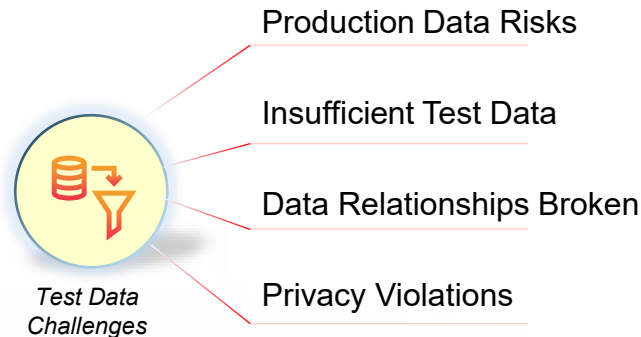 Production Data Risks
Insufficient Test Data
Data Relationships Broken
Privacy Violations
Test Data
Challenges